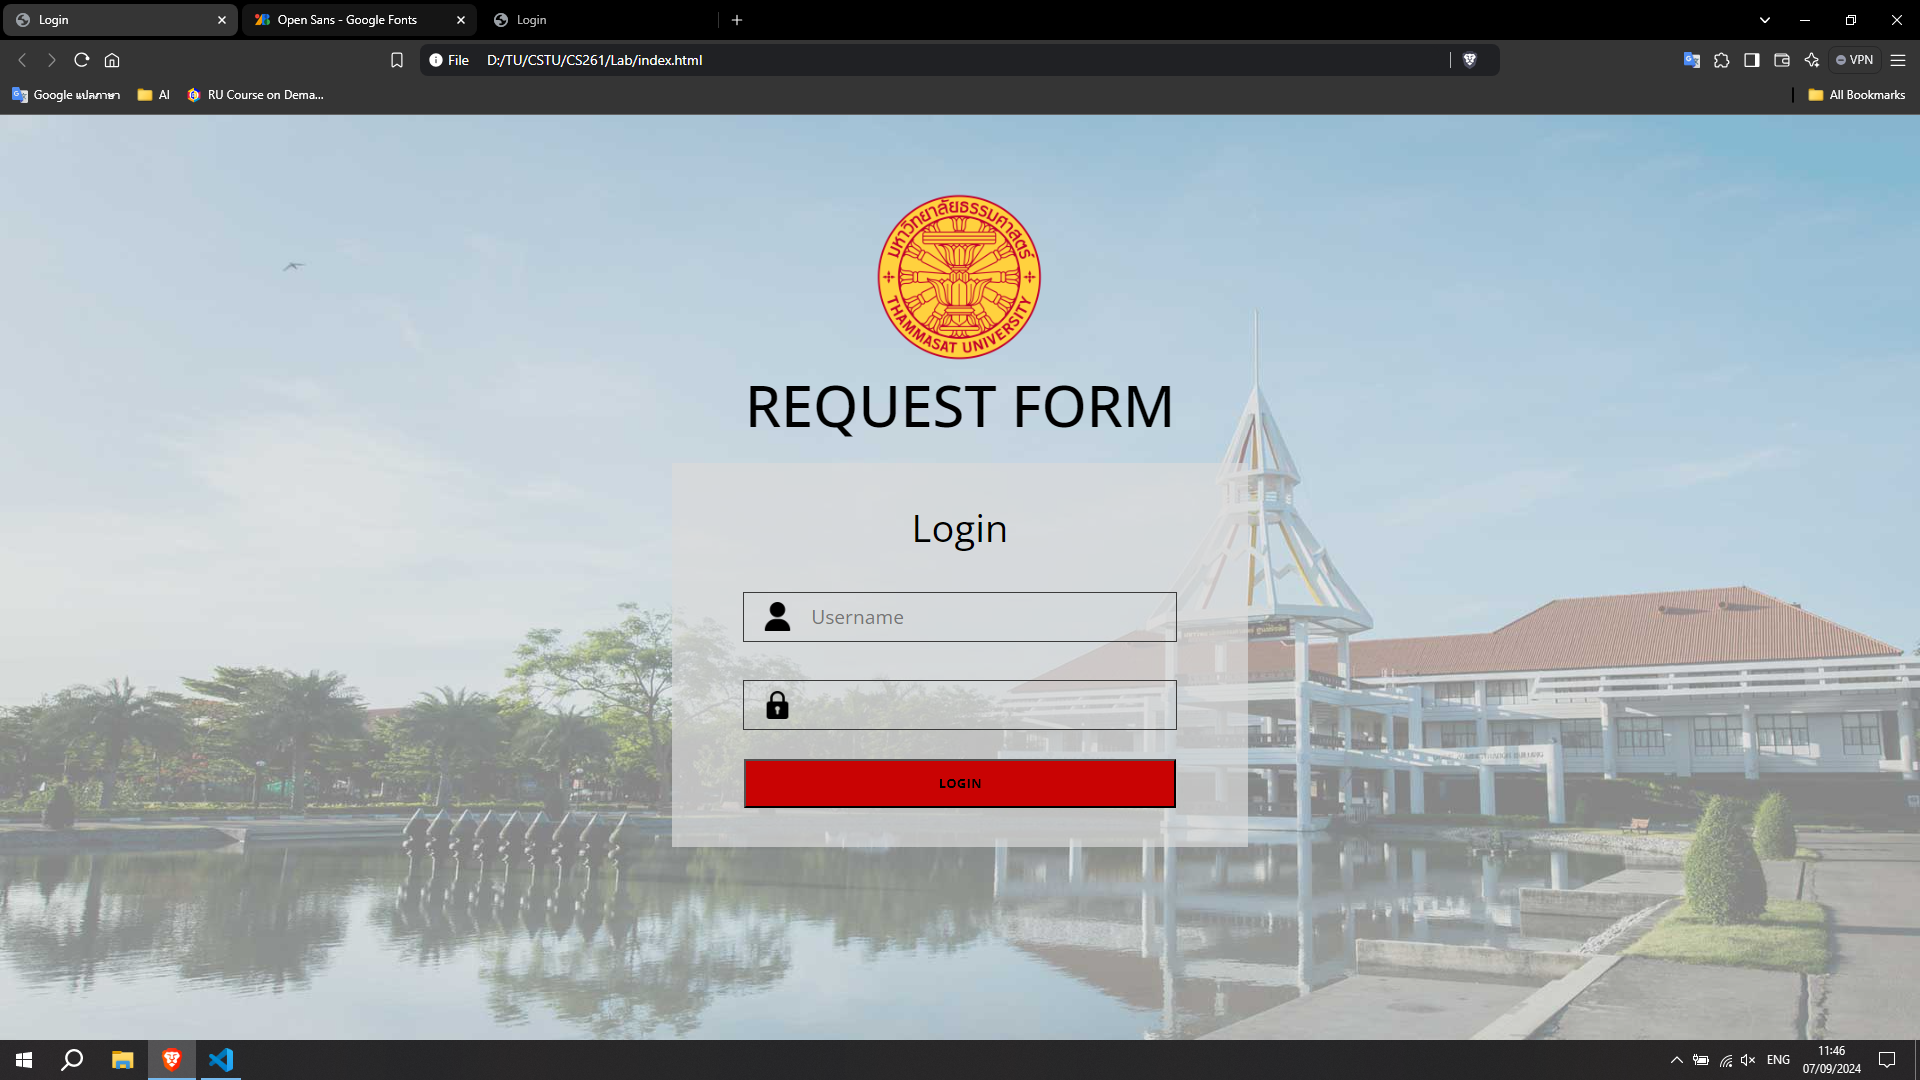 Login
Open Sans - Google Fonts
Login
File
D:/TU/CSTU/CS261/Lab/index.html
VPN
Google แปลภาษา
AI
RU Course on Dema...
All Bookmarks
มหาวิทยาลัยธรรมศาสตร์
THAMMASAT UNIVERSITY
REQUEST FORM
Login
Username
LOGIN
ENG
11:46
07/09/2024